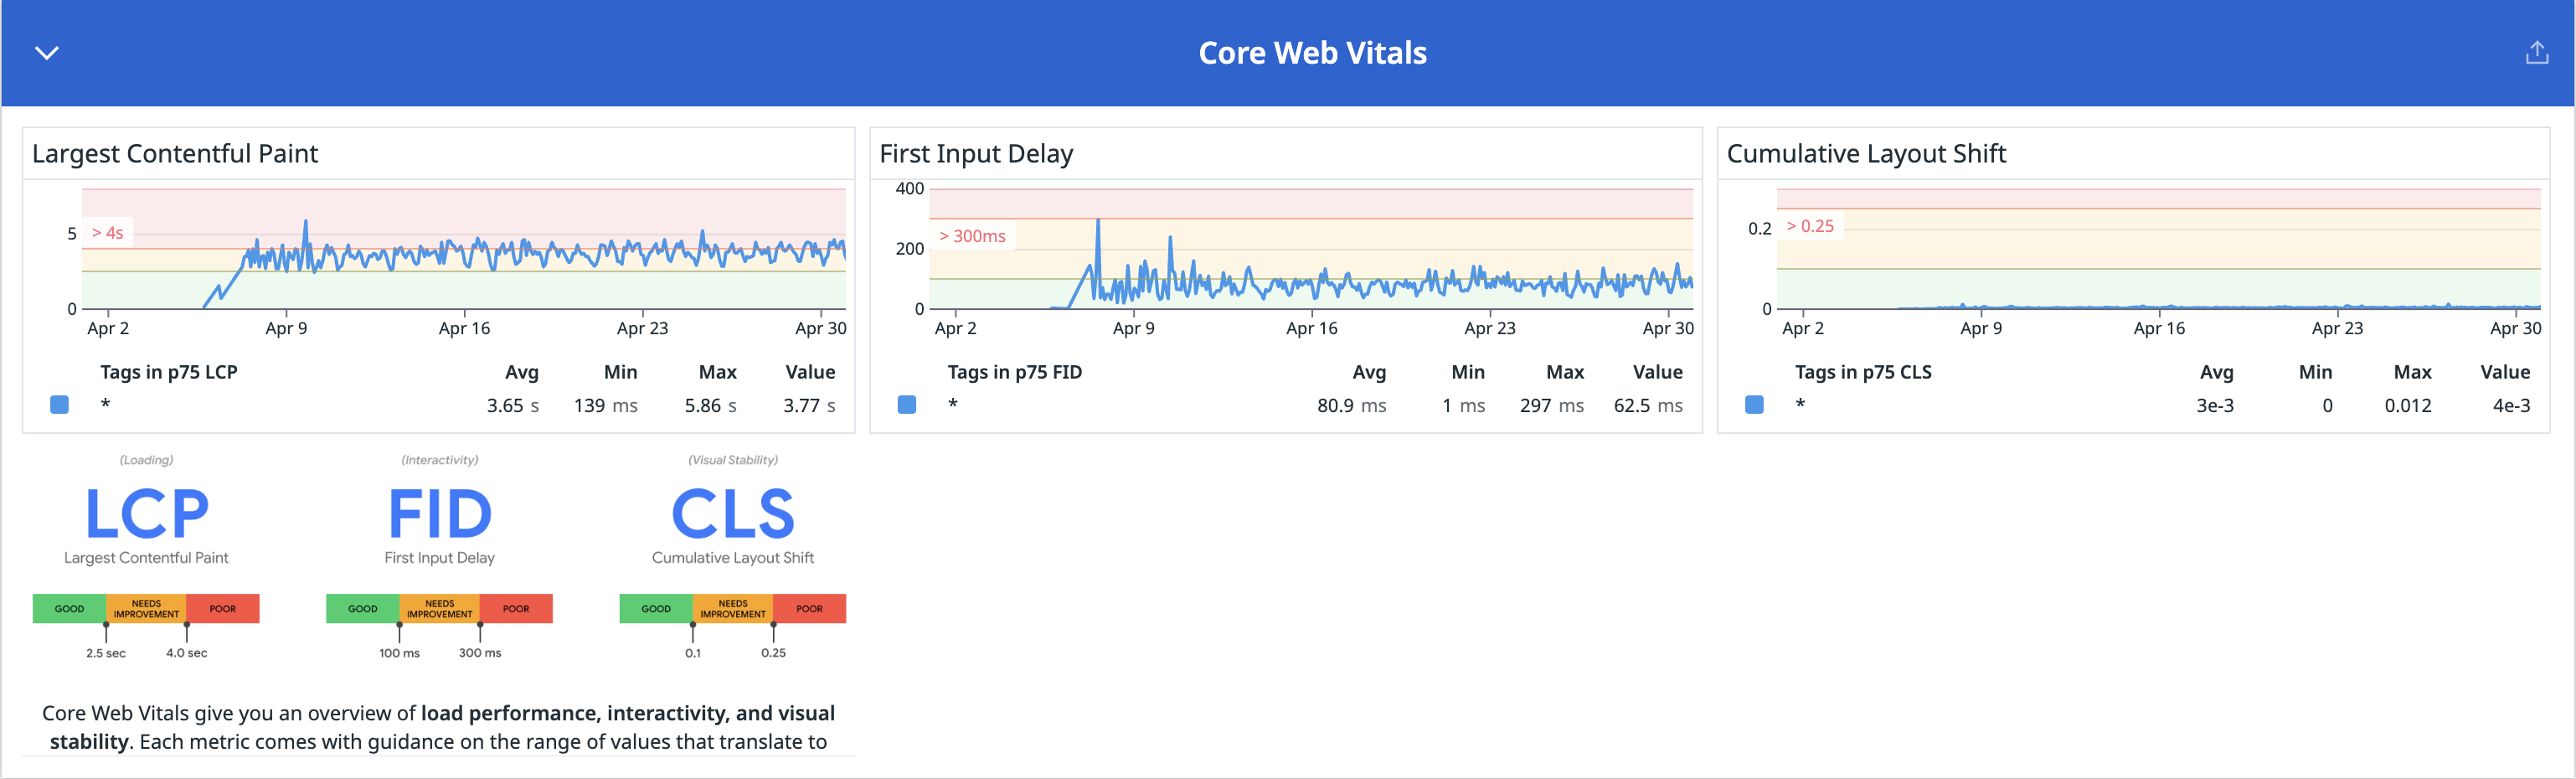 Core Web Vitals
Largest Contentful Paint
5
> 4s
0
Apr 2 Apr 9 Apr 16 Apr 23 Apr 30
Tags in p75 LCP Avg Min Max Value
* 3.65 s 139 ms 5.86 s 3.77 s
First Input Delay
400
> 300ms
200
0
Apr 2 Apr 9 Apr 16 Apr 23 Apr 30
Tags in p75 FID Avg Min Max Value
* 80.9 ms 1 ms 297 ms 62.5 ms
Cumulative Layout Shift
0.2
> 0.25
0
Apr 2 Apr 9 Apr 16 Apr 23 Apr 30
Tags in p75 CLS Avg Min Max Value
* 3e-3 0 0.012 4e-3
(Loading)
LCP
Largest Contentful Paint
GOOD
NEEDS
IMPROVEMENT
POOR
2.5 sec 4.0 sec
(Interactivity)
FID
First Input Delay
GOOD
NEEDS
IMPROVEMENT
POOR
100 ms 300 ms
(Visual Stability)
CLS
Cumulative Layout Shift
GOOD
NEEDS
IMPROVEMENT
POOR
0.1 0.25
Core Web Vitals give you an overview of load performance, interactivity, and visual
stability. Each metric comes with guidance on the range of values that translate to